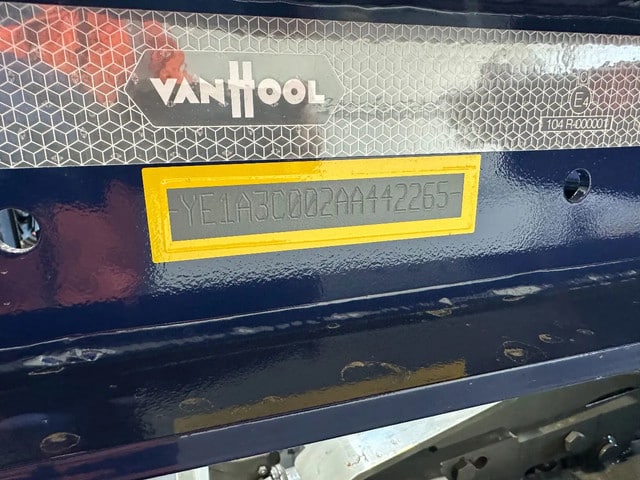 VANHOOL
E4
104 R-000001
-YE1A3C002AA442265-